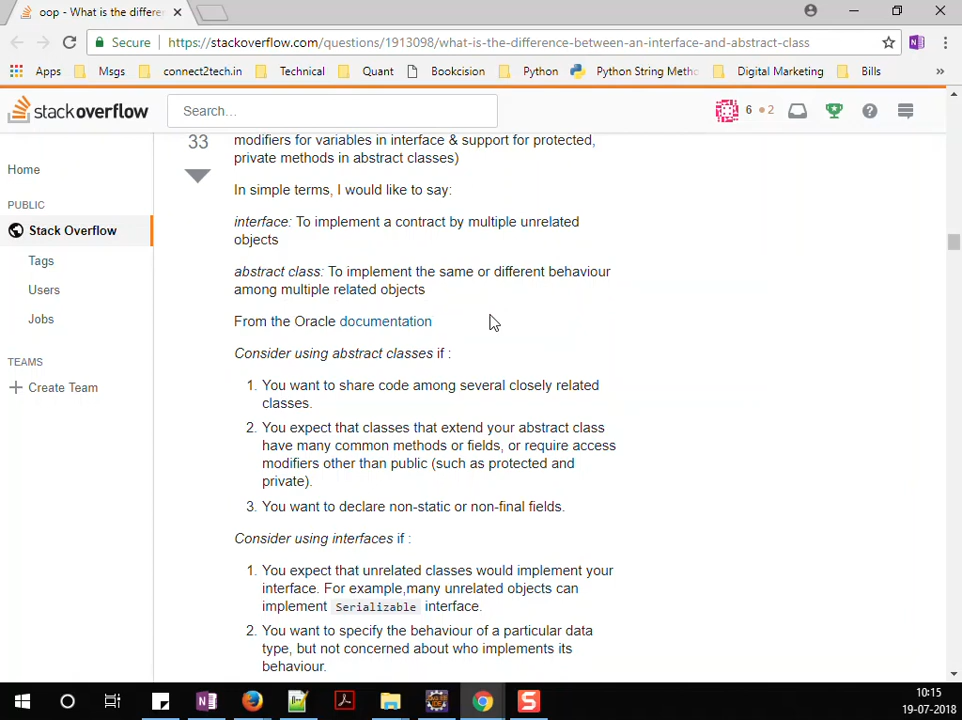 oop - What is the differe
Secure
https://stackoverflow.com/questions/1913098/what-is-the-difference-between-an-interface-and-abstract-class
Apps
Msgs
connect2tech.in
Technical
Quant
Bookcision
Python
Python String Metho
Digital Marketing
Bills
»
stackoverflow
Search...
6
2
Home
PUBLIC
Stack Overflow
Tags
Users
Jobs
TEAMS
Create Team
33
modifiers for variables in interface & support for protected,
private methods in abstract classes)
In simple terms, I would like to say:
interface: To implement a contract by multiple unrelated
objects
abstract class: To implement the same or different behaviour
among multiple related objects
From the Oracle documentation
Consider using abstract classes if :
1. You want to share code among several closely related
classes.
2. You expect that classes that extend your abstract class
have many common methods or fields, or require access
modifiers other than public (such as protected and
private).
3. You want to declare non-static or non-final fields.
Consider using interfaces if :
1. You expect that unrelated classes would implement your
interface. For example,many unrelated objects can
implement Serializable interface.
2. You want to specify the behaviour of a particular data
type, but not concerned about who implements its
behaviour.
10:15
19-07-2018